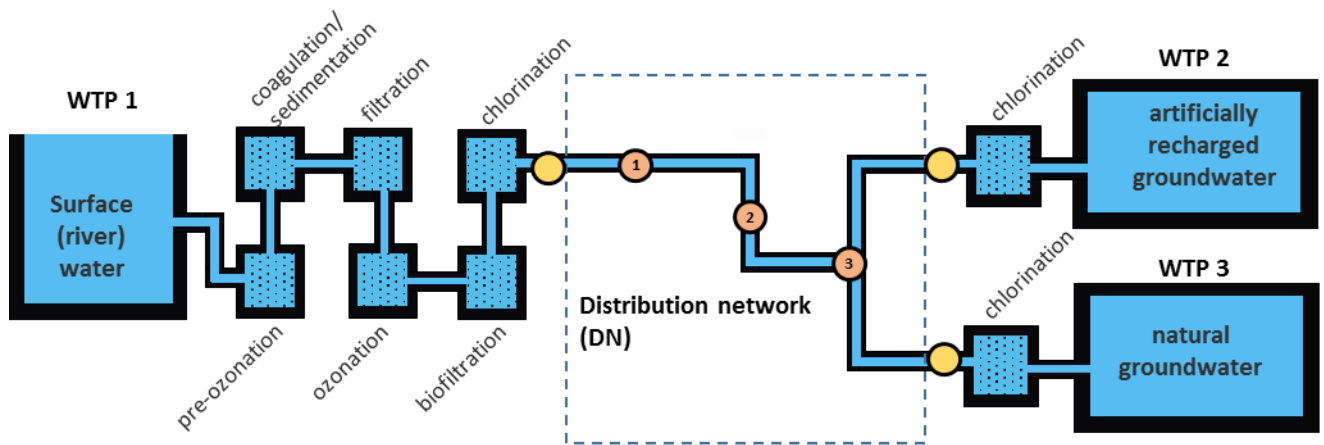 WTP 1
Surface
(river)
water
pre-ozonation
coagulation/
sedimentation
filtration
ozonation
biofiltration
chlorination
1
2
3
Distribution network
(DN)
chlorination
WTP 2
artificially
recharged
groundwater
chlorination
WTP 3
natural
groundwater